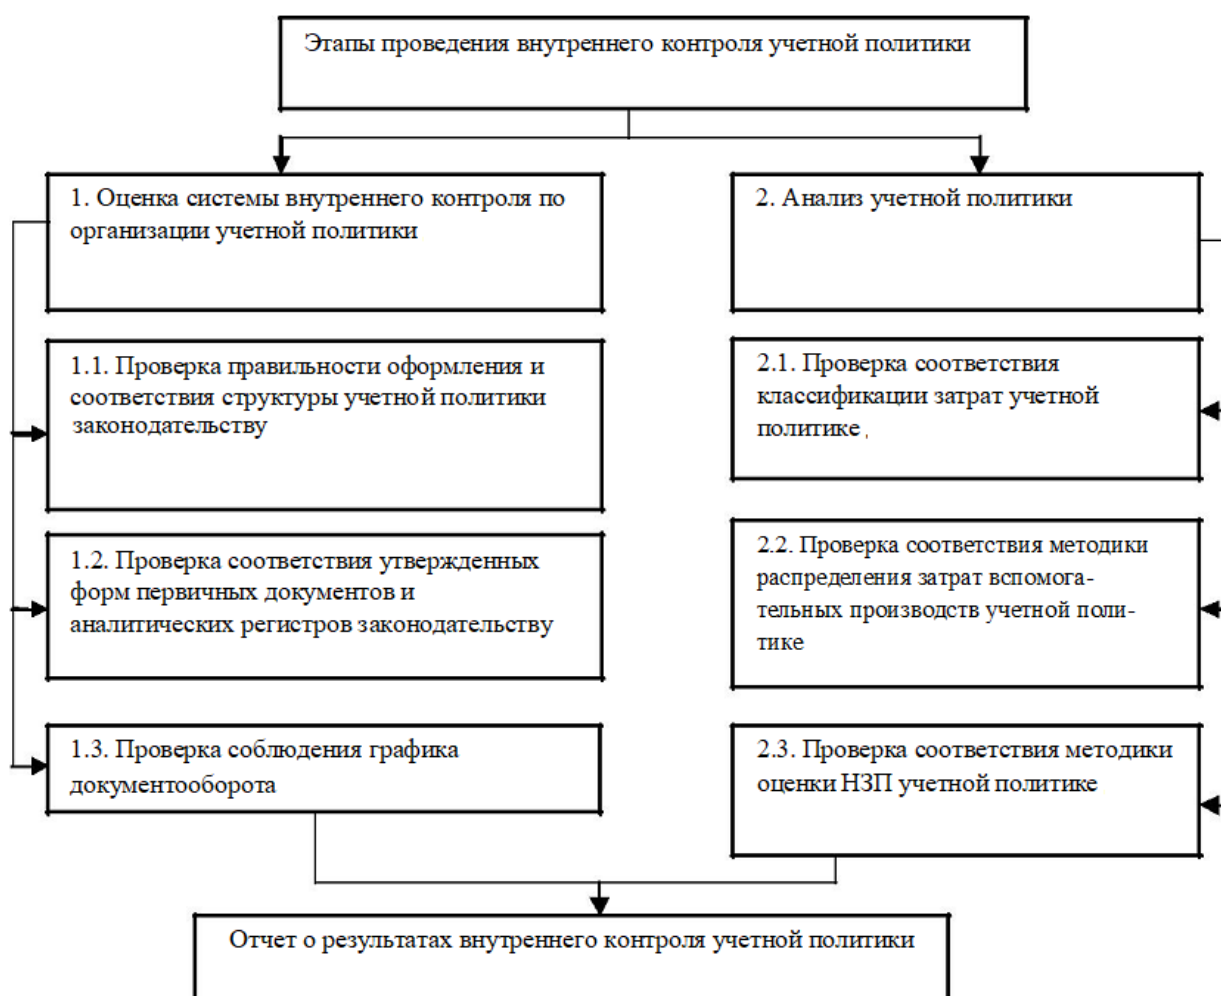 Этапы проведения внутреннего контроля учетной политики
1. Оценка системы внутреннего контроля по
организации учетной политики
1.1. Проверка правильности оформления и
соответствия структуры учетной политики
законодательству
1.2. Проверка соответствия утвержденных
форм первичных документов и
аналитических регистров законодательству
1.3. Проверка соблюдения графика
документооборота
2. Анализ учетной политики
2.1. Проверка соответствия
классификации затрат учетной
политике ,
2.2. Проверка соответствия методики
распределения затрат вспомога-
тельных производств учетной поли-
тике
2.3. Проверка соответствия методики
оценки НЗП учетной политике
Отчет о результатах внутреннего контроля учетной политики